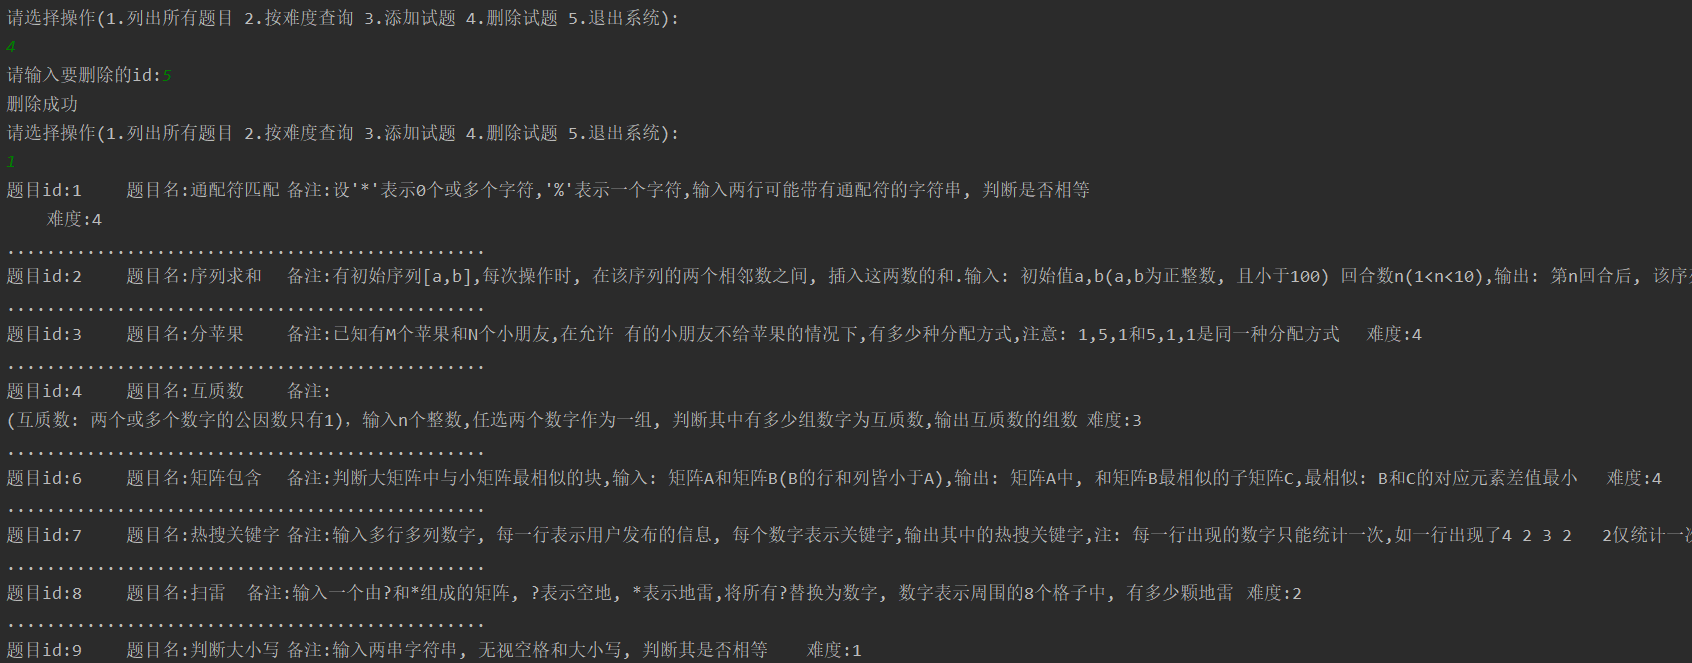 请选择操作(1.列出所有题目 2.按难度查询 3.添加试题 4.删除试题 5.退出系统):
4
请输入要删除的id:5
删除成功
请选择操作(1.列出所有题目 2.按难度查询 3.添加试题 4.删除试题 5.退出系统):
1
题目id:1 题目名:通配符匹配 备注:设'*'表示0个或多个字符,'%'表示一个字符,输入两行可能带有通配符的字符串, 判断是否相等
难度:4
...............................................
题目id:2 题目名:序列求和 备注:有初始序列[a,b],每次操作时, 在该序列的两个相邻数之间, 插入这两数的和.输入: 初始值a,b(a,b为正整数, 且小于100) 回合数n(1<n<10),输出: 第n回合后, 该序列
...............................................
题目id:3 题目名:分苹果 备注:已知有M个苹果和N个小朋友,在允许 有的小朋友不给苹果的情况下,有多少种分配方式,注意: 1,5,1和5,1,1是同一种分配方式 难度:4
...............................................
题目id:4 题目名:互质数 备注:
(互质数: 两个或多个数字的公因数只有1), 输入n个整数,任选两个数字作为一组, 判断其中有多少组数字为互质数,输出互质数的组数 难度:3
...............................................
题目id:6 题目名:矩阵包含 备注:判断大矩阵中与小矩阵最相似的块,输入: 矩阵A和矩阵B(B的行和列皆小于A),输出: 矩阵A中, 和矩阵B最相似的子矩阵C,最相似: B和C的对应元素差值最小 难度:4
...............................................
题目id:7 题目名:热搜关键字 备注:输入多行多列数字, 每一行表示用户发布的信息, 每个数字表示关键字,输出其中的热搜关键字,注: 每一行出现的数字只能统计一次,如一行出现了4 2 3 2 2仅统计一次
...............................................
题目id:8 题目名:扫雷 备注:输入一个由?和*组成的矩阵, ?表示空地, *表示地雷,将所有?替换为数字, 数字表示周围的8个格子中, 有多少颗地雷 难度:2
...............................................
题目id:9 题目名:判断大小写 备注:输入两串字符串, 无视空格和大小写, 判断其是否相等 难度:1